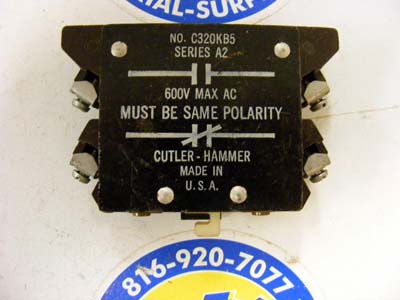 TRIAL-SURP
NO. C320KB5
SERIES A2
600V MAX AC
MUST BE SAME POLARITY
CUTLER-HAMMER
MADE IN
U.S.A.
816-920-7077